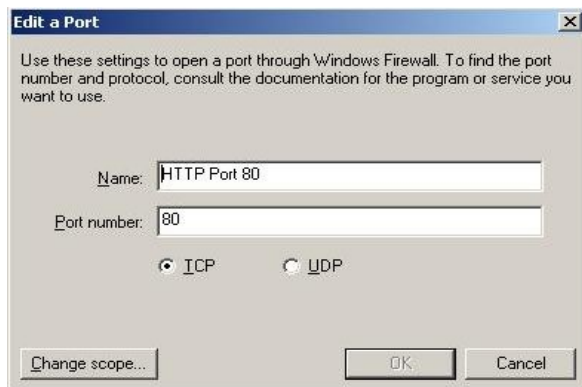 Edit a Port
Use these settings to open a port through Windows Firewall. To find the port
number and protocol, consult the documentation for the program or service you
want to use.
Name: HTTP Port 80
Port number: 80
TCP UDP
Change scope... OK Cancel